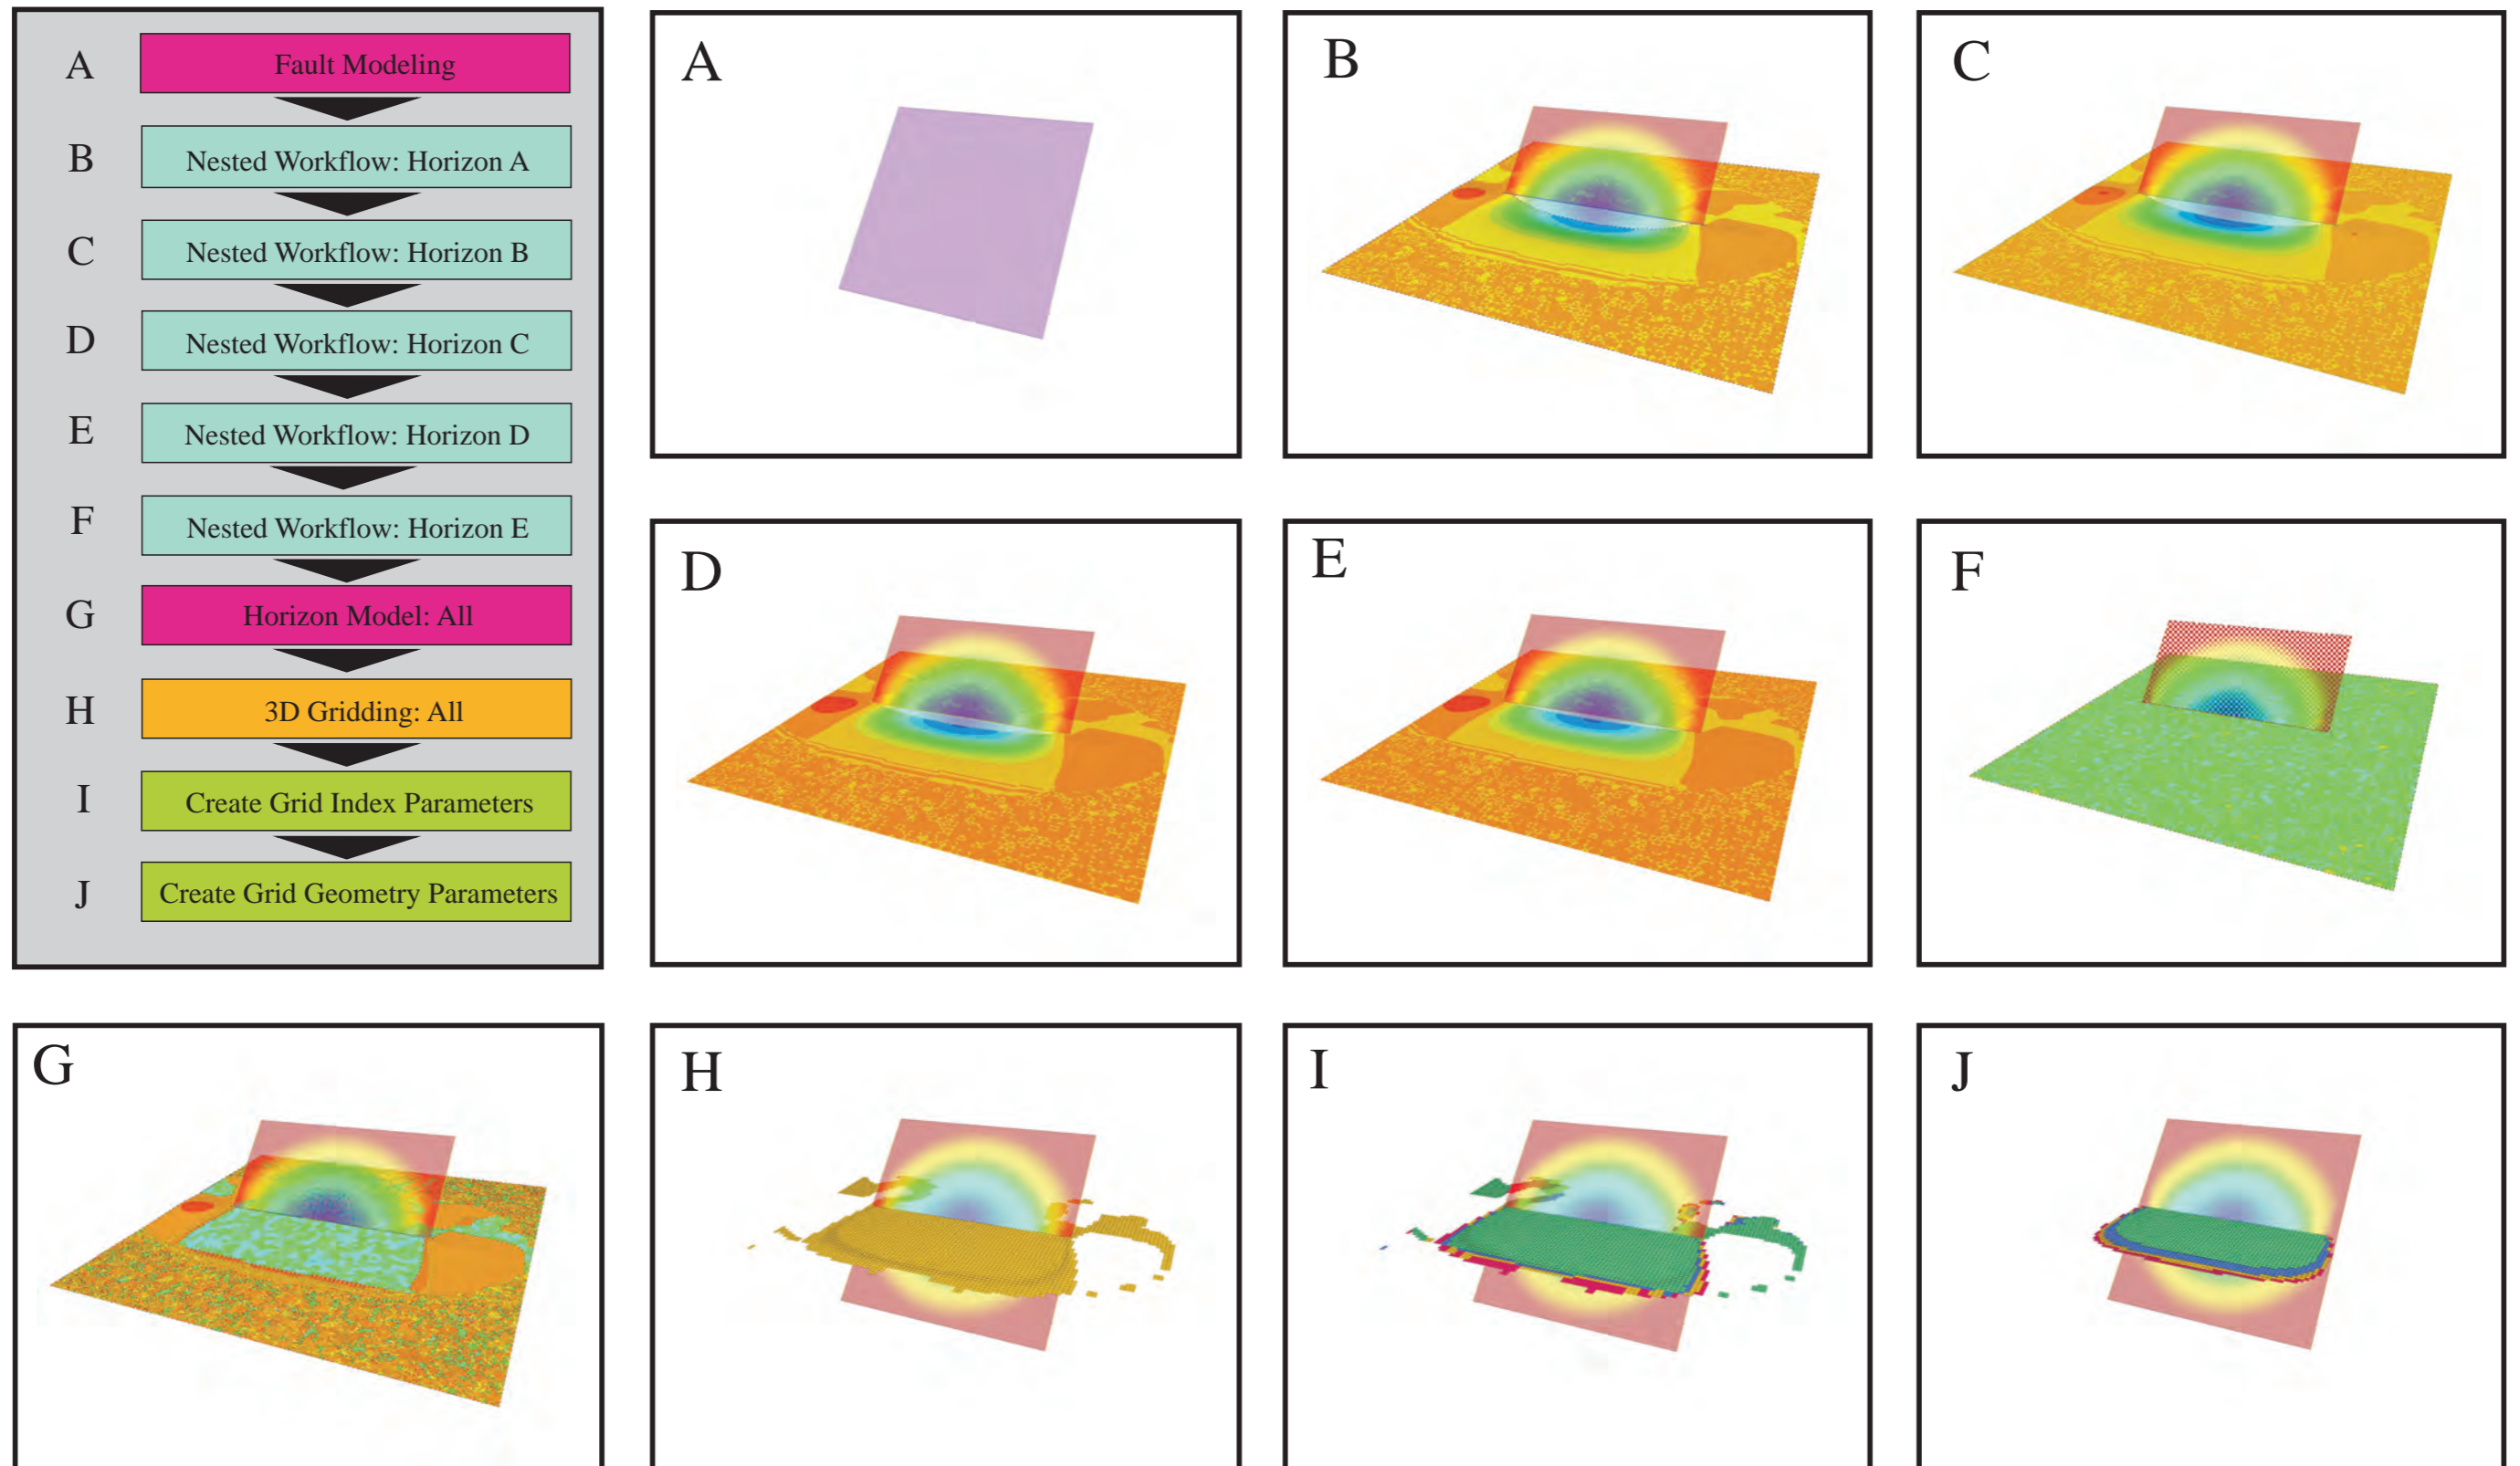 A Fault Modeling
B Nested Workflow: Horizon A
C Nested Workflow: Horizon B
D Nested Workflow: Horizon C
E Nested Workflow: Horizon D
F Nested Workflow: Horizon E
G Horizon Model: All
H 3D Gridding: All
I Create Grid Index Parameters
J Create Grid Geometry Parameters
A
B
C
D
E
F
G
H
I
J